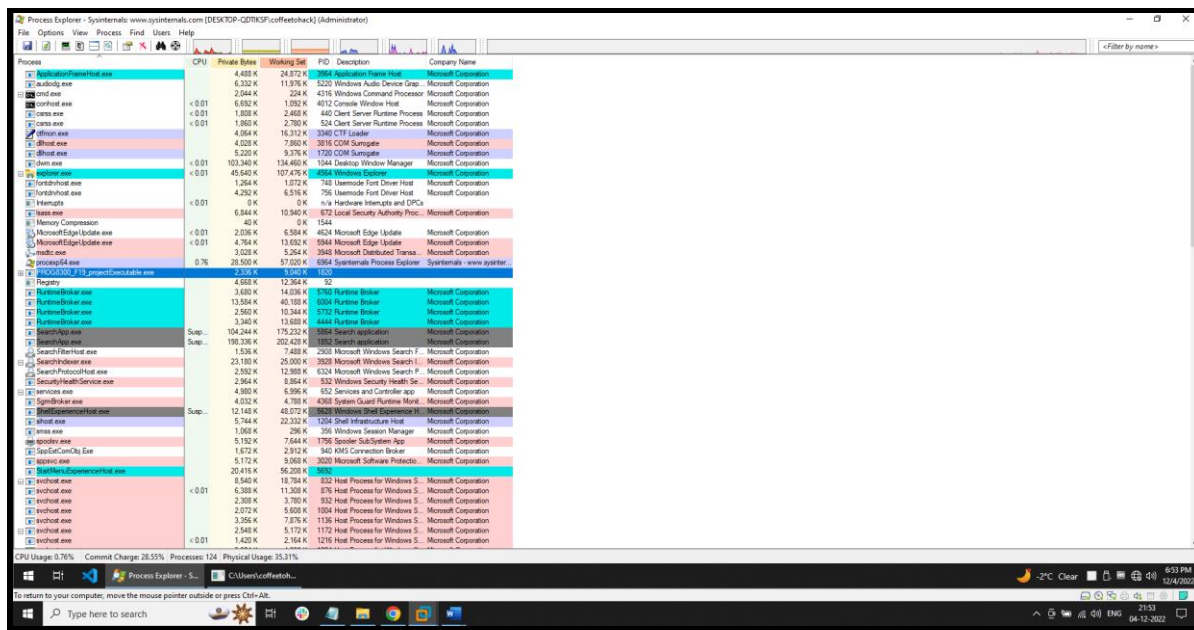 Process Explorer - Sysinternals: www.sysinternals.com [DESKTOP-QDTIKSF\coffeetohack] (Administrator)
File Options View Process Find Users Help
<Filter by name>
Process CPU Private Bytes Working Set PID Description Company Name
ApplicationFrameHost.exe 4,488 K 24,872 K 3964 Application Frame Host Microsoft Corporation
audiodg.exe 6,332 K 11,976 K 5220 Windows Audio Device Grap... Microsoft Corporation
cmd.exe 2,044 K 224 K 4316 Windows Command Processor Microsoft Corporation
conhost.exe < 0.01 6,692 K 1,092 K 4012 Console Window Host Microsoft Corporation
csrss.exe < 0.01 1,808 K 2,468 K 440 Client Server Runtime Process Microsoft Corporation
csrss.exe < 0.01 1,860 K 2,780 K 524 Client Server Runtime Process Microsoft Corporation
ctfmon.exe 4,064 K 16,312 K 3340 CTF Loader Microsoft Corporation
dllhost.exe 4,028 K 7,860 K 3816 COM Surrogate Microsoft Corporation
dllhost.exe 5,220 K 9,376 K 1720 COM Surrogate Microsoft Corporation
dwm.exe < 0.01 103,340 K 134,460 K 1044 Desktop Window Manager Microsoft Corporation
explorer.exe < 0.01 45,640 K 107,476 K 4564 Windows Explorer Microsoft Corporation
fontdrvhost.exe 1,264 K 1,072 K 748 Usermode Font Driver Host Microsoft Corporation
fontdrvhost.exe 4,292 K 6,516 K 756 Usermode Font Driver Host Microsoft Corporation
Interrupts < 0.01 0 K 0 K n/a Hardware Interrupts and DPCs
lsass.exe 6,844 K 10,940 K 672 Local Security Authority Proc... Microsoft Corporation
Memory Compression 40 K 0 K 1544
MicrosoftEdgeUpdate.exe < 0.01 2,036 K 6,584 K 4624 Microsoft Edge Update Microsoft Corporation
MicrosoftEdgeUpdate.exe < 0.01 4,764 K 13,692 K 5944 Microsoft Edge Update Microsoft Corporation
msdtc.exe 3,028 K 5,264 K 3948 Microsoft Distributed Transa... Microsoft Corporation
procexp64.exe 0.76 28,500 K 57,020 K 6964 Sysinternals Process Explorer Sysinternals - www.sysinter...
PROG8300_F19_projectExecutable.exe 2,336 K 9,040 K 1820
Registry 4,668 K 12,364 K 92
RuntimeBroker.exe 3,680 K 14,036 K 5760 Runtime Broker Microsoft Corporation
RuntimeBroker.exe 13,584 K 40,188 K 6004 Runtime Broker Microsoft Corporation
RuntimeBroker.exe 2,560 K 10,344 K 5732 Runtime Broker Microsoft Corporation
RuntimeBroker.exe 3,340 K 13,688 K 4444 Runtime Broker Microsoft Corporation
SearchApp.exe Susp... 104,244 K 175,232 K 5864 Search application Microsoft Corporation
SearchApp.exe Susp... 198,336 K 202,428 K 1852 Search application Microsoft Corporation
SearchFilterHost.exe 1,536 K 7,488 K 2908 Microsoft Windows Search F... Microsoft Corporation
SearchIndexer.exe 23,180 K 25,000 K 3928 Microsoft Windows Search I... Microsoft Corporation
SearchProtocolHost.exe 2,592 K 12,988 K 6324 Microsoft Windows Search P... Microsoft Corporation
SecurityHealthService.exe 2,964 K 8,864 K 532 Windows Security Health Se... Microsoft Corporation
services.exe 4,980 K 6,996 K 652 Services and Controller app Microsoft Corporation
SgrmBroker.exe 4,032 K 4,788 K 4368 System Guard Runtime Monit... Microsoft Corporation
ShellExperienceHost.exe Susp... 12,148 K 48,072 K 5628 Windows Shell Experience H... Microsoft Corporation
sihost.exe 5,744 K 22,332 K 1204 Shell Infrastructure Host Microsoft Corporation
smss.exe 1,068 K 296 K 356 Windows Session Manager Microsoft Corporation
spoolsv.exe 5,192 K 7,644 K 1756 Spooler SubSystem App Microsoft Corporation
SppExtComObj.Exe 1,672 K 2,912 K 940 KMS Connection Broker Microsoft Corporation
sppsvc.exe 5,172 K 9,068 K 3020 Microsoft Software Protectio... Microsoft Corporation
StartMenuExperienceHost.exe 20,416 K 56,208 K 5692
svchost.exe 8,540 K 18,784 K 832 Host Process for Windows S... Microsoft Corporation
svchost.exe < 0.01 6,388 K 11,308 K 876 Host Process for Windows S... Microsoft Corporation
svchost.exe 2,308 K 3,780 K 932 Host Process for Windows S... Microsoft Corporation
svchost.exe 2,072 K 5,608 K 1004 Host Process for Windows S... Microsoft Corporation
svchost.exe 3,356 K 7,876 K 1136 Host Process for Windows S... Microsoft Corporation
svchost.exe 2,548 K 5,172 K 1172 Host Process for Windows S... Microsoft Corporation
svchost.exe < 0.01 1,420 K 2,164 K 1216 Host Process for Windows S... Microsoft Corporation
CPU Usage: 0.76% Commit Charge: 28.55% Processes: 124 Physical Usage: 35.31%
Process Explorer - S... C:\Users\coffeetoh... -2°C Clear 6:53 PM
12/4/2022
To return to your computer, move the mouse pointer outside or press Ctrl+Alt.
Type here to search ENG 21:53
04-12-2022